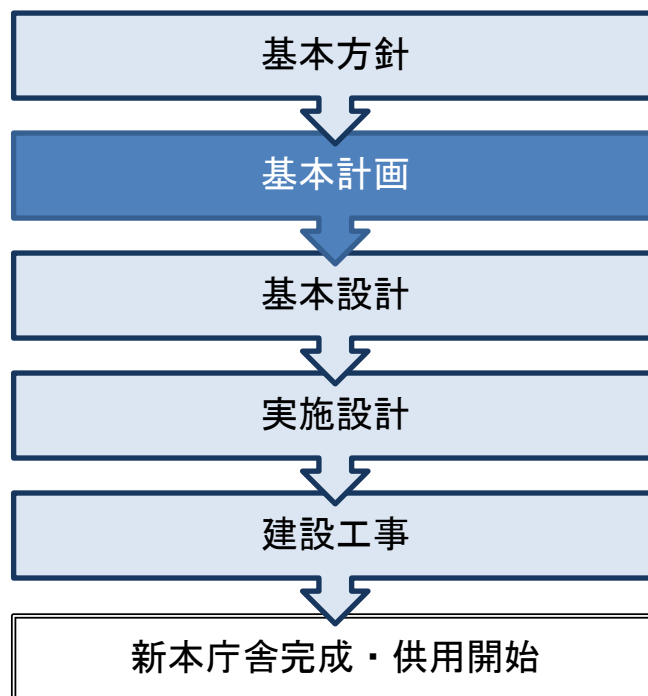 基本方針
基本計画
基本設計
実施設計
建設工事
新本庁舎完成・供用開始